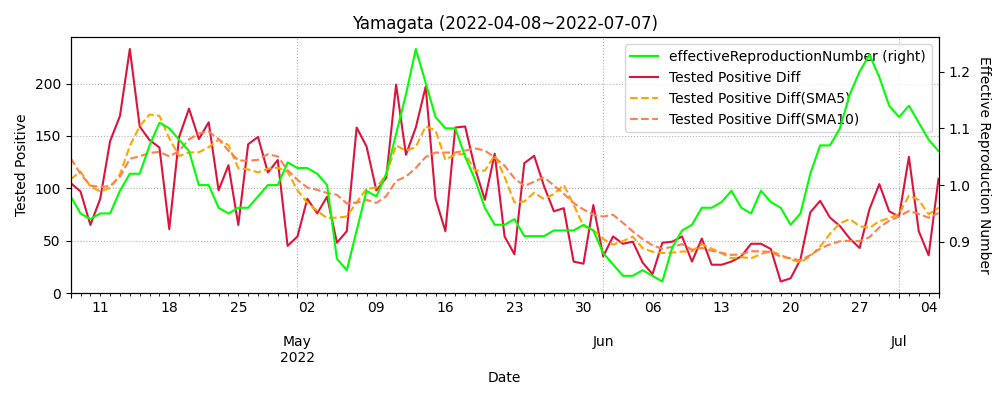 Yamagata (2022-04-08~2022-07-07)
effectiveReproductionNumber (right)
Tested Positive Diff
Tested Positive Diff(SMA5)
Tested Positive Diff(SMA10)
Tested Positive
200
150
100
50
0
1.2
1.1
1.0
0.9
Effective Reproduction Number
11 18 25 02 09 16 23 30 06 13 20 27 04
May Jun Jul
2022
Date